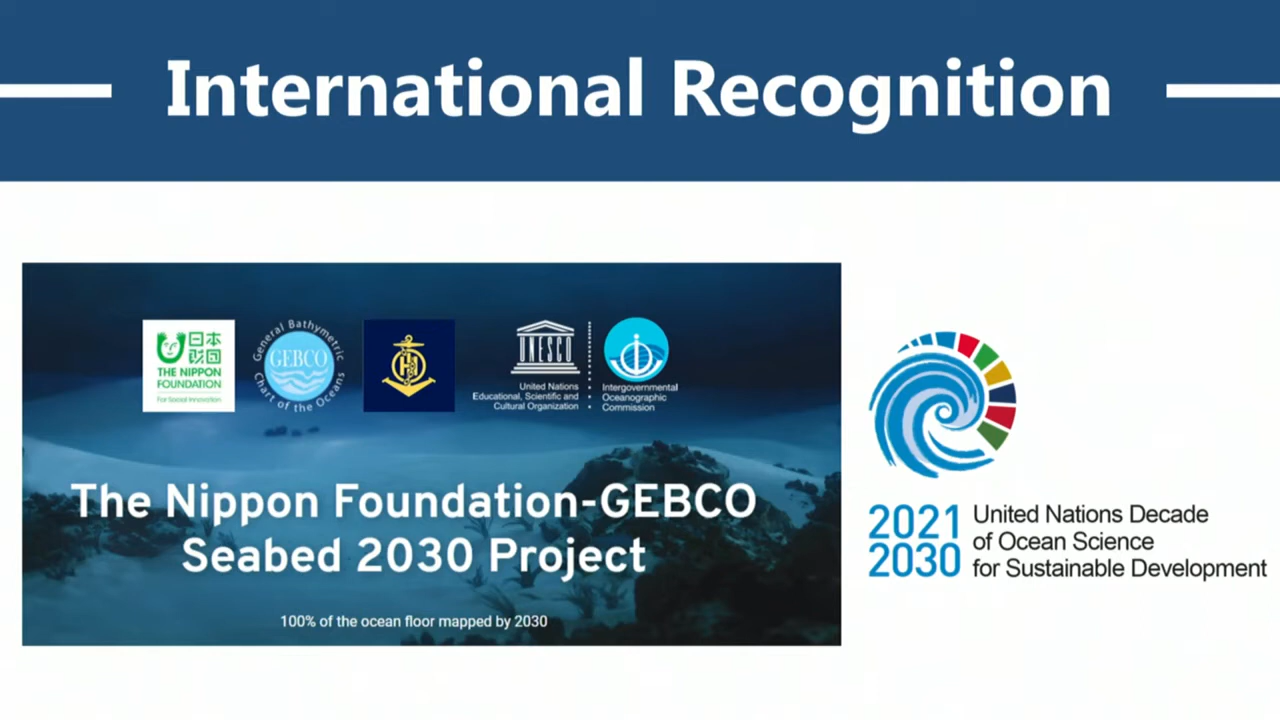 International Recognition
日本
財団
THE NIPPON
FOUNDATION
For Social Innovation
General Bathymetric
GEBCO
Chart of the Oceans
UNESCO
United Nations
Educational, Scientific and
Cultural Organization
Intergovernmental
Oceanographic
Commission
The Nippon Foundation-GEBCO
Seabed 2030 Project
100% of the ocean floor mapped by 2030
2021
2030
United Nations Decade
of Ocean Science
for Sustainable Development